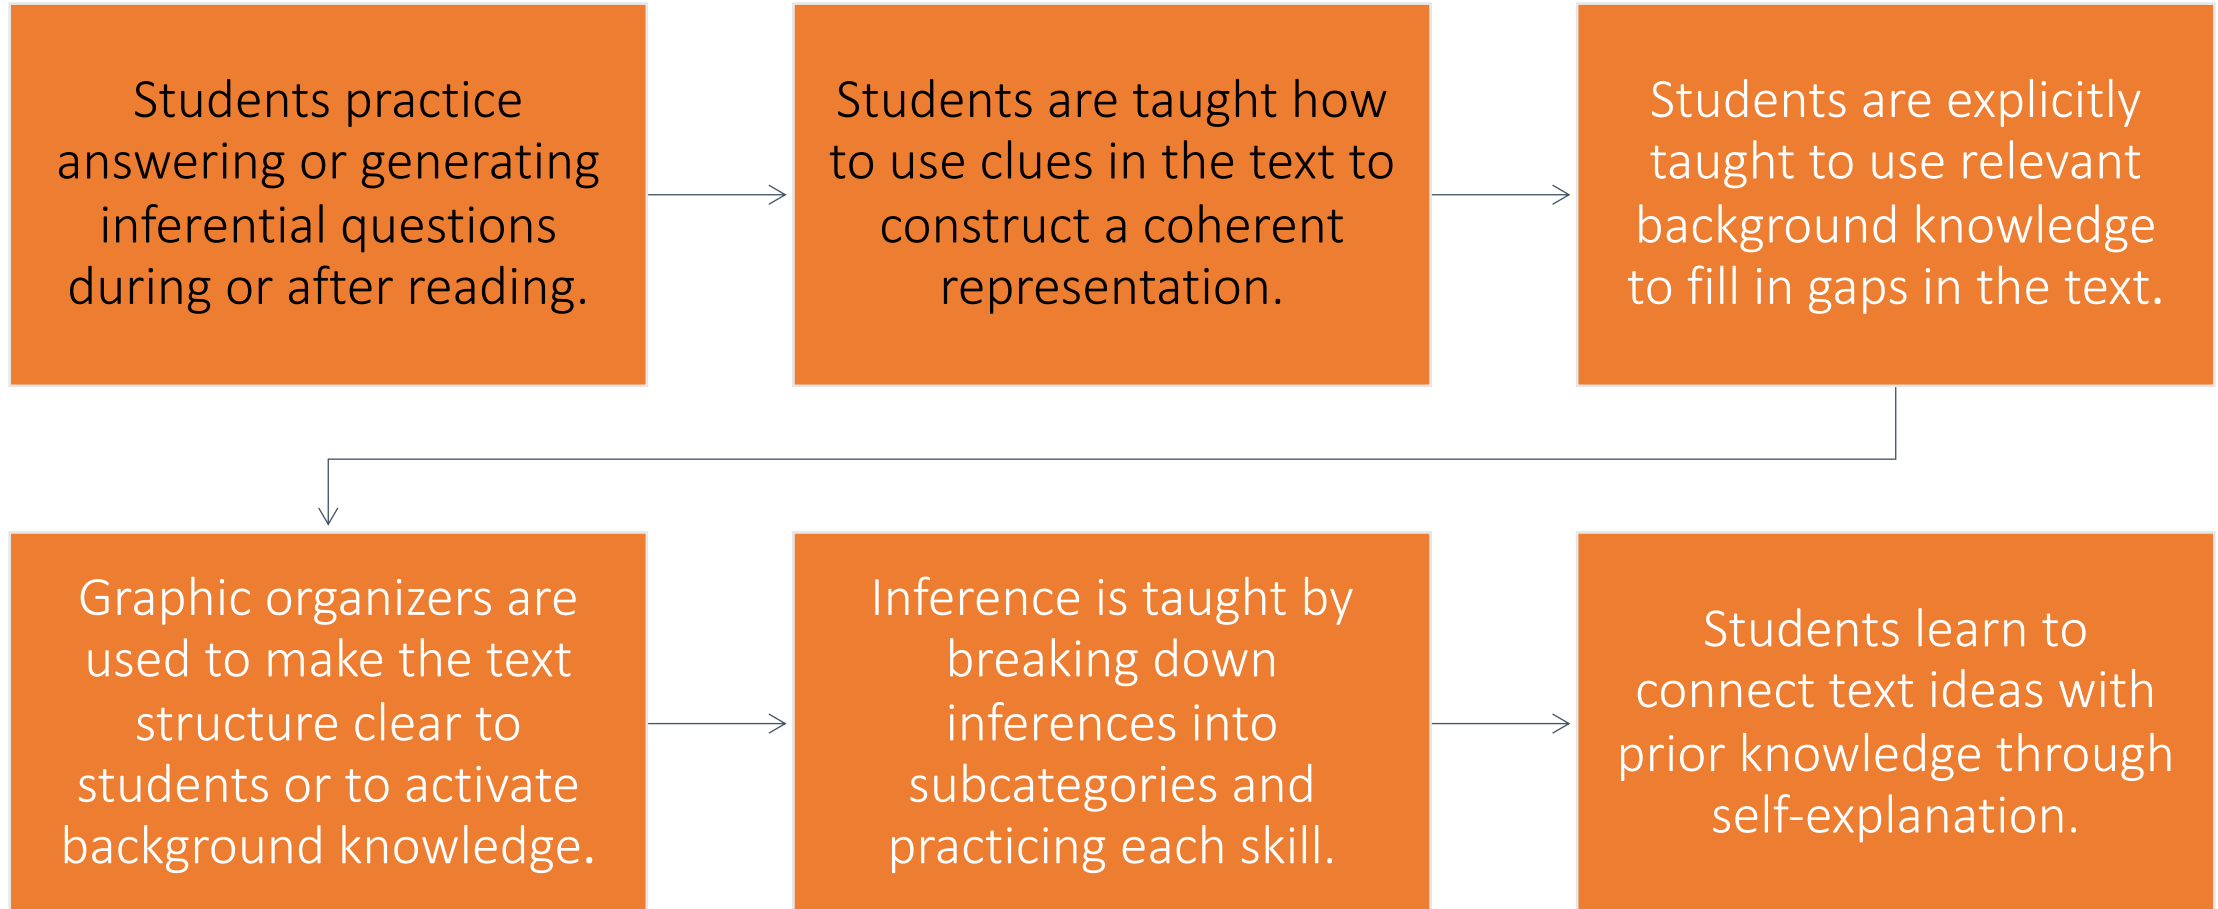 Students practice
answering or generating
inferential questions
during or after reading.
Students are taught how
to use clues in the text to
construct a coherent
representation.
Students are explicitly
taught to use relevant
background knowledge
to fill in gaps in the text.
Graphic organizers are
used to make the text
structure clear to
students or to activate
background knowledge.
Inference is taught by
breaking down
inferences into
subcategories and
practicing each skill.
Students learn to
connect text ideas with
prior knowledge through
self-explanation.